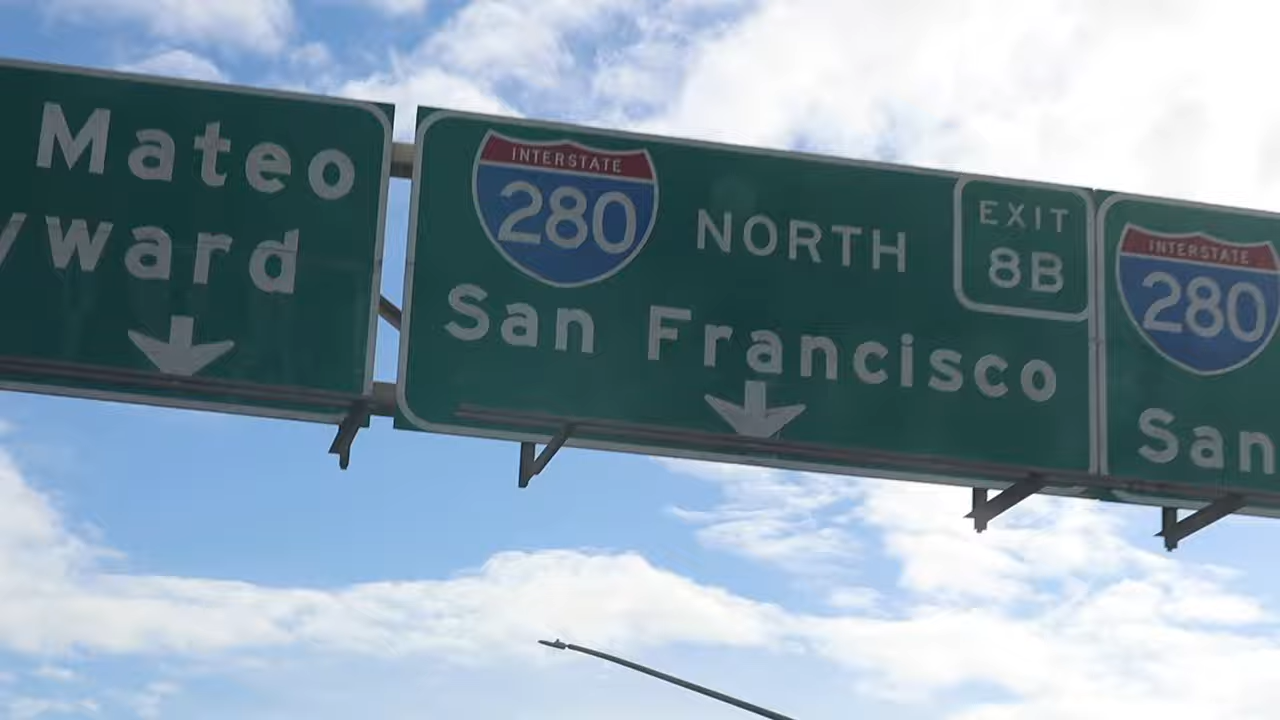 Mateo
yward
INTERSTATE
280 NORTH
San Francisco
EXIT
8B
INTERSTATE
280
San